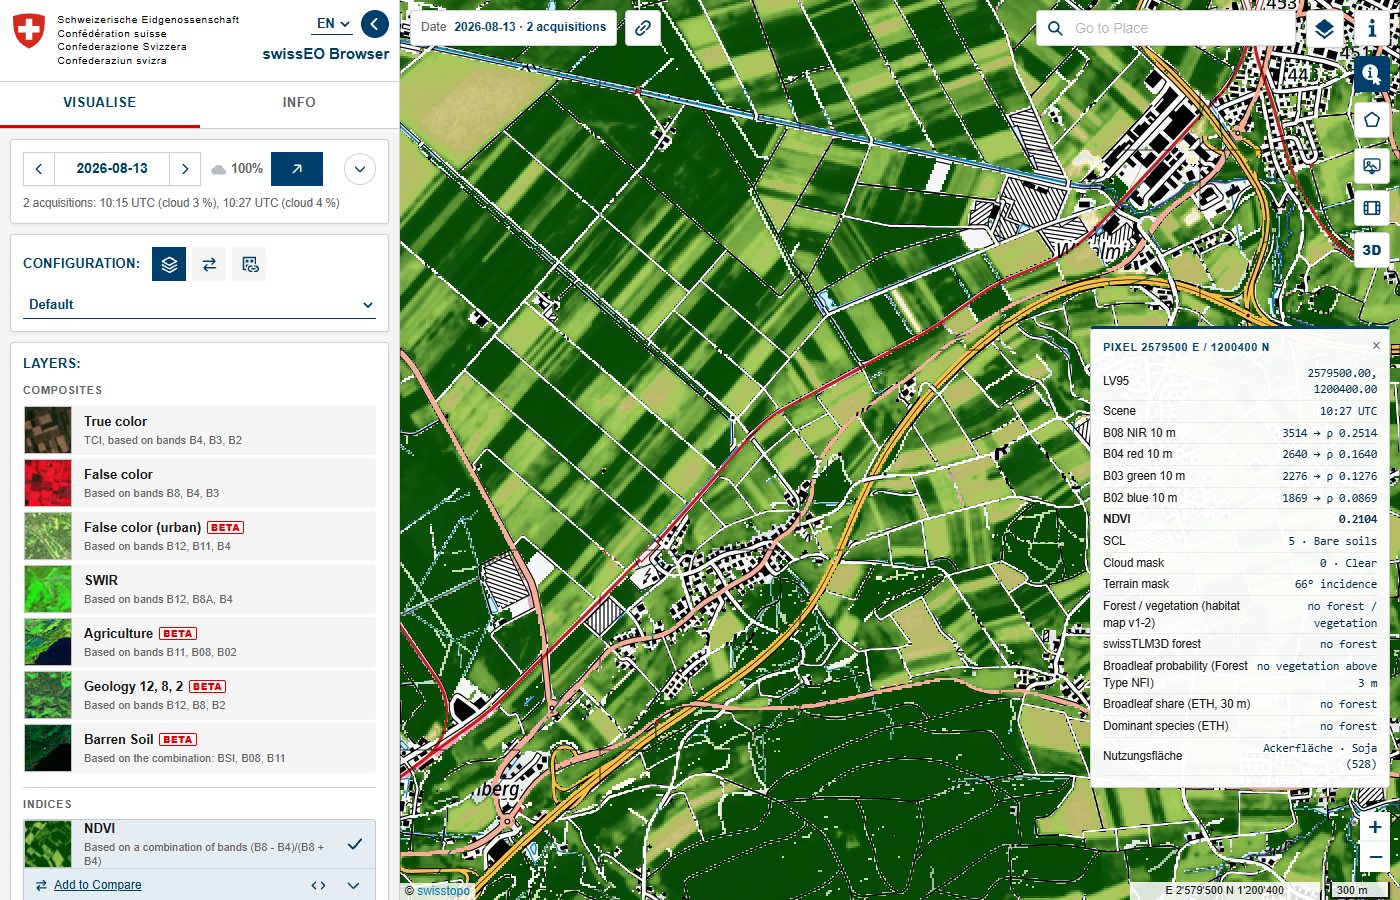 Schweizerische Eidgenossenschaft
Confédération suisse
Confederazione Svizzera
Confederaziun svizra
EN
swissEO Browser
VISUALISE
INFO
2026-08-13
100%
2 acquisitions: 10:15 UTC (cloud 3 %), 10:27 UTC (cloud 4 %)
CONFIGURATION:
Default
LAYERS:
COMPOSITES
True color
TCI, based on bands B4, B3, B2
False color
Based on bands B8, B4, B3
False color (urban) BETA
Based on bands B12, B11, B4
SWIR
Based on bands B12, B8A, B4
Agriculture BETA
Based on bands B11, B08, B02
Geology 12, 8, 2 BETA
Based on bands B12, B8, B2
Barren Soil BETA
Based on the combination: BSI, B08, B11
INDICES
NDVI
Based on a combination of bands (B8 - B4)/(B8 +
B4)
Add to Compare
Date 2026-08-13 · 2 acquisitions
Go to Place
3D
PIXEL 2579500 E / 1200400 N
LV95 2579500.00,
1200400.00
Scene 10:27 UTC
B08 NIR 10 m 3514 → ρ 0.2514
B04 red 10 m 2640 → ρ 0.1640
B03 green 10 m 2276 → ρ 0.1276
B02 blue 10 m 1869 → ρ 0.0869
NDVI 0.2104
SCL 5 · Bare soils
Cloud mask 0 · Clear
Terrain mask 66° incidence
Forest / vegetation (habitat no forest /
map v1-2) vegetation
swissTLM3D forest no forest
Broadleaf probability (Forest no vegetation above
Type NFI) 3 m
Broadleaf share (ETH, 30 m) no forest
Dominant species (ETH) no forest
Nutzungsfläche Ackerfläche · Soja
(528)
© swisstopo
E 2'579'500 N 1'200'400
300 m